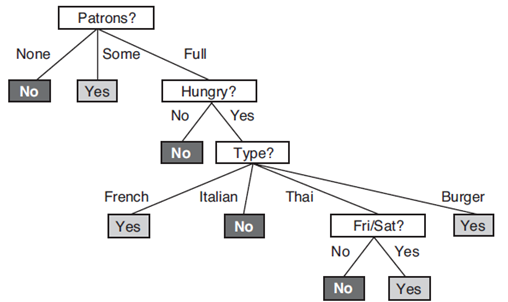 Patrons?
None Some Full
No Yes Hungry?
No Yes
No Type?
French Italian Thai Burger
Yes No Fri/Sat? Yes
No Yes
No Yes